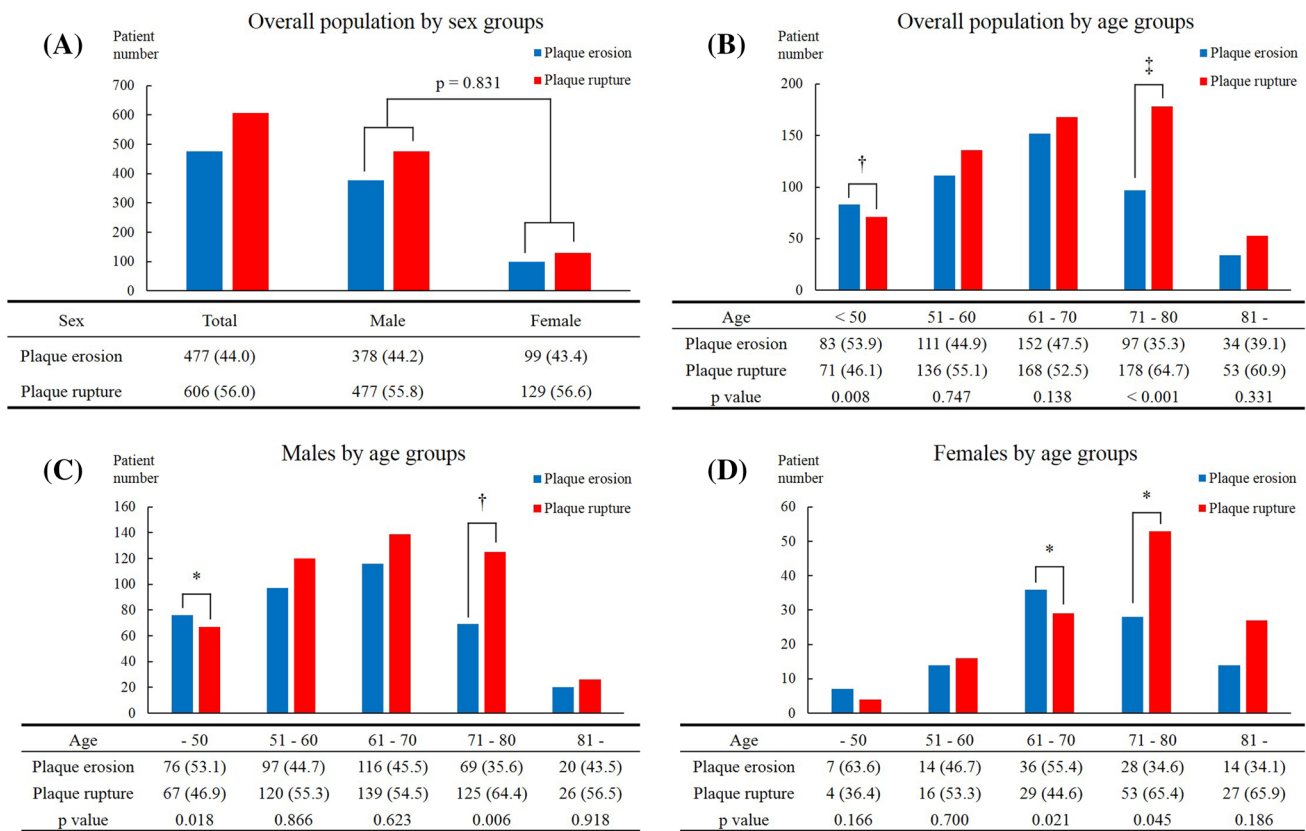 (A)
Overall population by sex groups
Patient
number
Plaque erosion
Plaque rupture
p = 0.831
700
600
500
400
300
200
100
0
Sex Total Male Female
Plaque erosion 477 (44.0) 378 (44.2) 99 (43.4)
Plaque rupture 606 (56.0) 477 (55.8) 129 (56.6)
(B)
Overall population by age groups
Patient
number
Plaque erosion
Plaque rupture
‡
†
200
150
100
50
0
Age < 50 51 - 60 61 - 70 71 - 80 81 -
Plaque erosion 83 (53.9) 111 (44.9) 152 (47.5) 97 (35.3) 34 (39.1)
Plaque rupture 71 (46.1) 136 (55.1) 168 (52.5) 178 (64.7) 53 (60.9)
p value 0.008 0.747 0.138 < 0.001 0.331
(C)
Males by age groups
Patient
number
Plaque erosion
Plaque rupture
†
*
160
140
120
100
80
60
40
20
0
Age - 50 51 - 60 61 - 70 71 - 80 81 -
Plaque erosion 76 (53.1) 97 (44.7) 116 (45.5) 69 (35.6) 20 (43.5)
Plaque rupture 67 (46.9) 120 (55.3) 139 (54.5) 125 (64.4) 26 (56.5)
p value 0.018 0.866 0.623 0.006 0.918
(D)
Females by age groups
Patient
number
Plaque erosion
Plaque rupture
*
*
60
50
40
30
20
10
0
Age - 50 51 - 60 61 - 70 71 - 80 81 -
Plaque erosion 7 (63.6) 14 (46.7) 36 (55.4) 28 (34.6) 14 (34.1)
Plaque rupture 4 (36.4) 16 (53.3) 29 (44.6) 53 (65.4) 27 (65.9)
p value 0.166 0.700 0.021 0.045 0.186